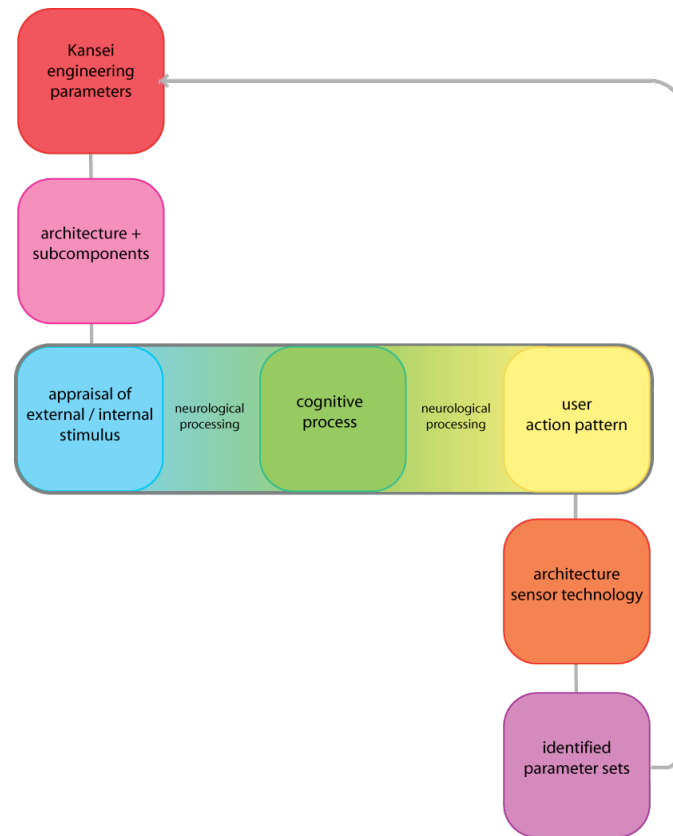 Kansei
engineering
parameters
architecture +
subcomponents
appraisal of
external / internal
stimulus
neurological
processing
cognitive
process
neurological
processing
user
action pattern
architecture
sensor technology
identified
parameter sets